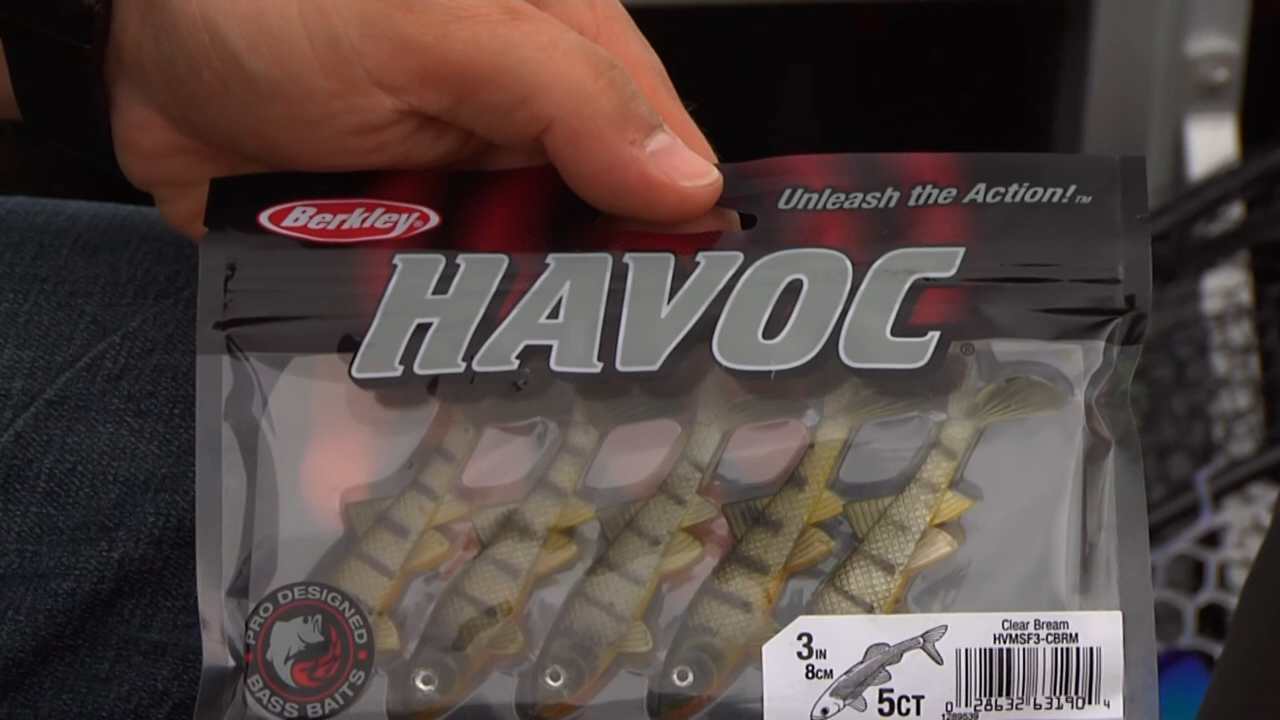 Berkley®
Unleash the Action!™
HAVOC®
PRO DESIGNED
BASS BAITS
3IN
8CM
5CT
Clear Bream
HVMSF3-CBRM
0 28632 63190 4
1289539